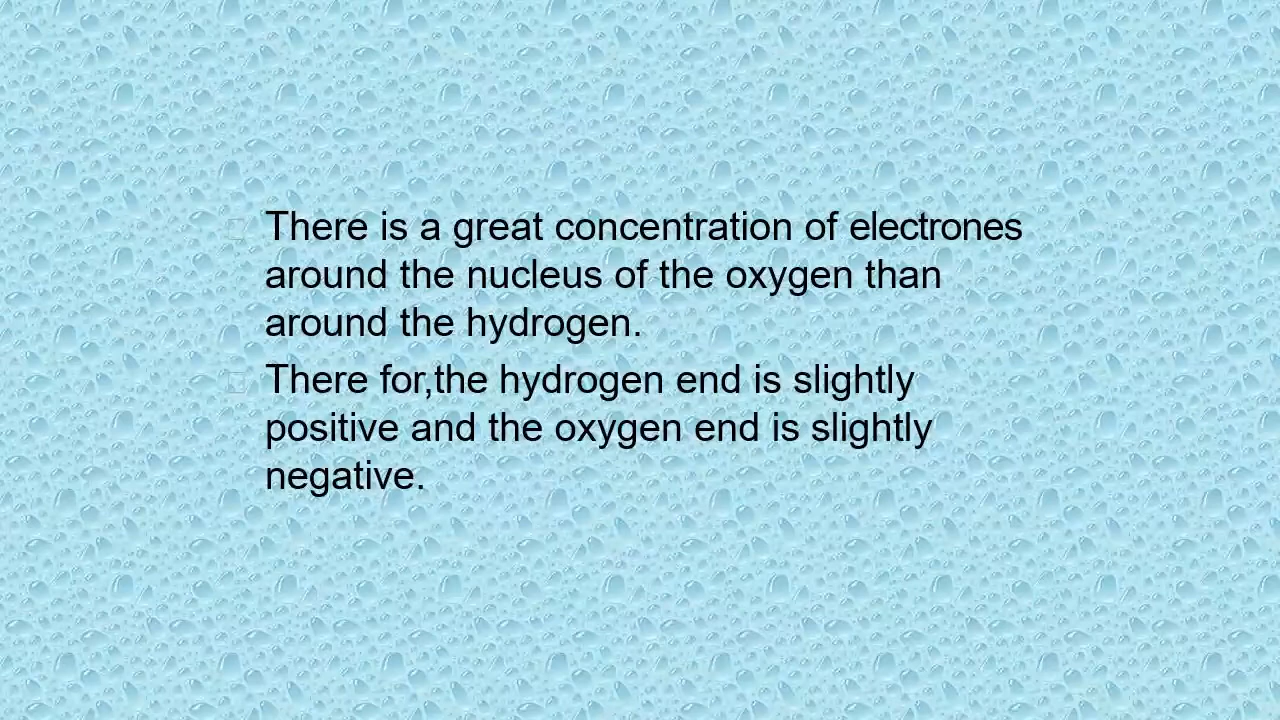 There is a great concentration of electrones
around the nucleus of the oxygen than
around the hydrogen.
There for,the hydrogen end is slightly
positive and the oxygen end is slightly
negative.